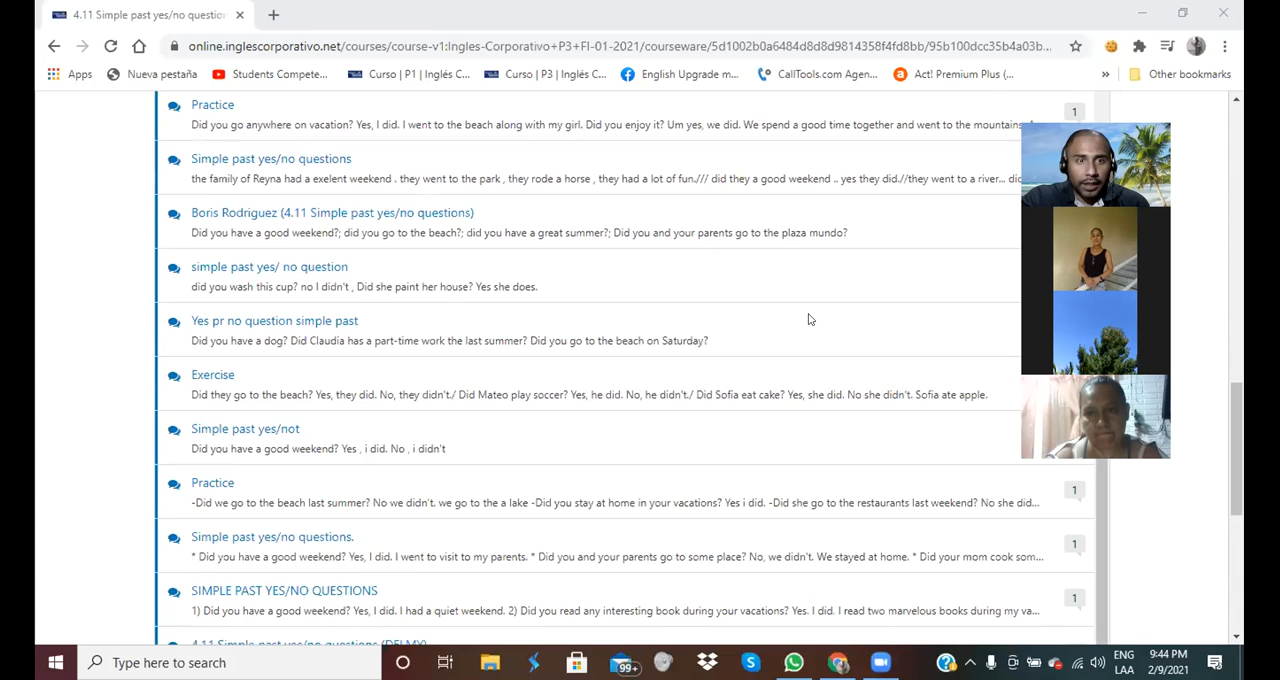 4.11 Simple past yes/no question
online.inglescorporativo.net/courses/course-v1:Ingles-Corporativo+P3+FI-01-2021/courseware/5d1002b0a6484d8d8d9814358f4fd8bb/95b100dcc35b4a03b...
Apps Nueva pestaña Students Compete... Curso | P1 | Inglés C... Curso | P3 | Inglés C... English Upgrade m... CallTools.com Agen... Act! Premium Plus (... » Other bookmarks
Practice 1
Did you go anywhere on vacation? Yes, I did. I went to the beach along with my girl. Did you enjoy it? Um yes, we did. We spend a good time together and went to the mountains
Simple past yes/no questions
the family of Reyna had a exelent weekend . they went to the park , they rode a horse , they had a lot of fun./// did they a good weekend .. yes they did.//they went to a river...
Boris Rodriguez (4.11 Simple past yes/no questions)
Did you have a good weekend?; did you go to the beach?; did you have a great summer?; Did you and your parents go to the plaza mundo?
simple past yes/ no question
did you wash this cup? no I didn't , Did she paint her house? Yes she does.
Yes pr no question simple past
Did you have a dog? Did Claudia has a part-time work the last summer? Did you go to the beach on Saturday?
Exercise
Did they go to the beach? Yes, they did. No, they didn't./ Did Mateo play soccer? Yes, he did. No, he didn't./ Did Sofia eat cake? Yes, she did. No she didn't. Sofia ate apple.
Simple past yes/not
Did you have a good weekend? Yes , i did. No , i didn't
Practice 1
-Did we go to the beach last summer? No we didn't. we go to the a lake -Did you stay at home in your vacations? Yes i did. -Did she go to the restaurants last weekend? No she did...
Simple past yes/no questions. 1
* Did you have a good weekend? Yes, I did. I went to visit to my parents. * Did you and your parents go to some place? No, we didn't. We stayed at home. * Did your mom cook som...
SIMPLE PAST YES/NO QUESTIONS 1
1) Did you have a good weekend? Yes, I did. I had a quiet weekend. 2) Did you read any interesting book during your vacations? Yes. I did. I read two marvelous books during my va...
4.11 Simple past yes/no questions (DELMY)
Type here to search 99+ ENG 9:44 PM
LAA 2/9/2021